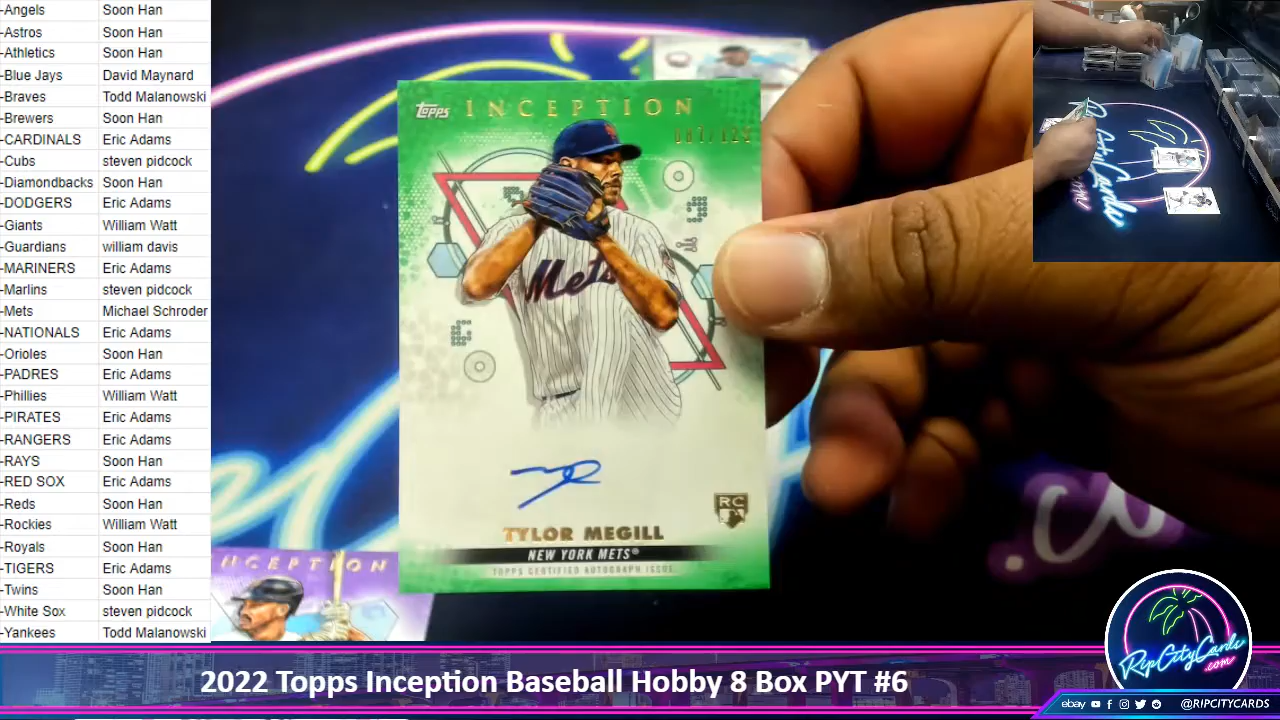 -Angels Soon Han
-Astros Soon Han
-Athletics Soon Han
-Blue Jays David Maynard
-Braves Todd Malanowski
-Brewers Soon Han
-CARDINALS Eric Adams
-Cubs steven pidcock
-Diamondbacks Soon Han
-DODGERS Eric Adams
-Giants William Watt
-Guardians william davis
-MARINERS Eric Adams
-Marlins steven pidcock
-Mets Michael Schroder
-NATIONALS Eric Adams
-Orioles Soon Han
-PADRES Eric Adams
-Phillies William Watt
-PIRATES Eric Adams
-RANGERS Eric Adams
-RAYS Soon Han
-RED SOX Eric Adams
-Reds Soon Han
-Rockies William Watt
-Royals Soon Han
-TIGERS Eric Adams
-Twins Soon Han
-White Sox steven pidcock
-Yankees Todd Malanowski
topps INCEPTION
Mets
TYLOR MEGILL
RC
NEW YORK METS®
TOPPS CERTIFIED AUTOGRAPH ISSUE
NCEPTION
2022 Topps Inception Baseball Hobby 8 Box PYT #6
RipCityCards
.com
ebay @RIPCITYCARDS